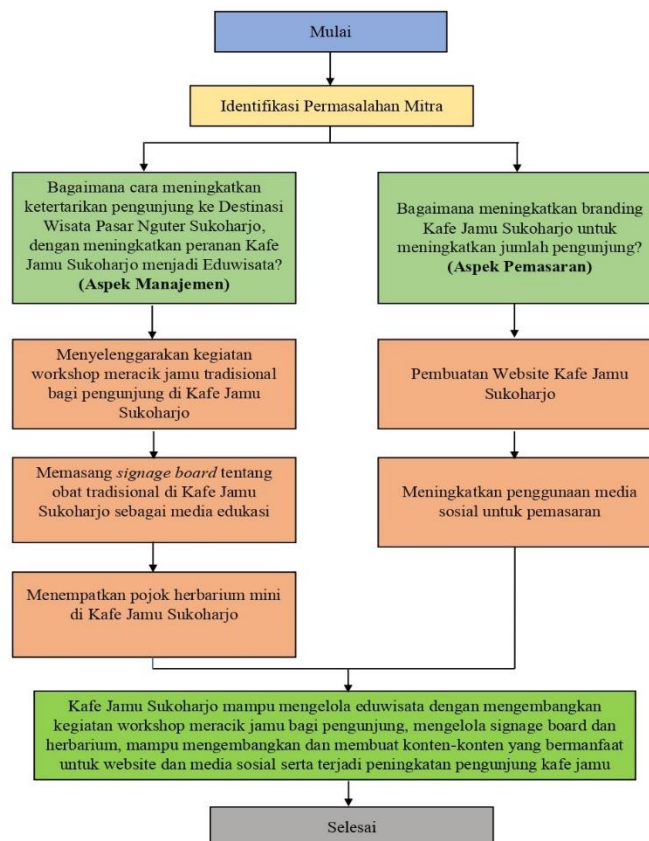 Mulai
Identifikasi Permasalahan Mitra
Bagaimana cara meningkatkan
ketertarikan pengunjung ke Destinasi
Wisata Pasar Nguter Sukoharjo,
dengan meningkatkan peranan Kafe
Jamu Sukoharjo menjadi Eduwisata?
(Aspek Manajemen)
Bagaimana meningkatkan branding
Kafe Jamu Sukoharjo untuk
meningkatkan jumlah pengunjung?
(Aspek Pemasaran)
Menyelenggarakan kegiatan
workshop meracik jamu tradisional
bagi pengunjung di Kafe Jamu
Sukoharjo
Pembuatan Website Kafe Jamu
Sukoharjo
Memasang signage board tentang
obat tradisional di Kafe Jamu
Sukoharjo sebagai media edukasi
Meningkatkan penggunaan media
sosial untuk pemasaran
Menempatkan pojok herbarium mini
di Kafe Jamu Sukoharjo
Kafe Jamu Sukoharjo mampu mengelola eduwisata dengan mengembangkan
kegiatan workshop meracik jamu bagi pengunjung, mengelola signage board dan
herbarium, mampu mengembangkan dan membuat konten-konten yang bermanfaat
untuk website dan media sosial serta terjadi peningkatan pengunjung kafe jamu
Selesai